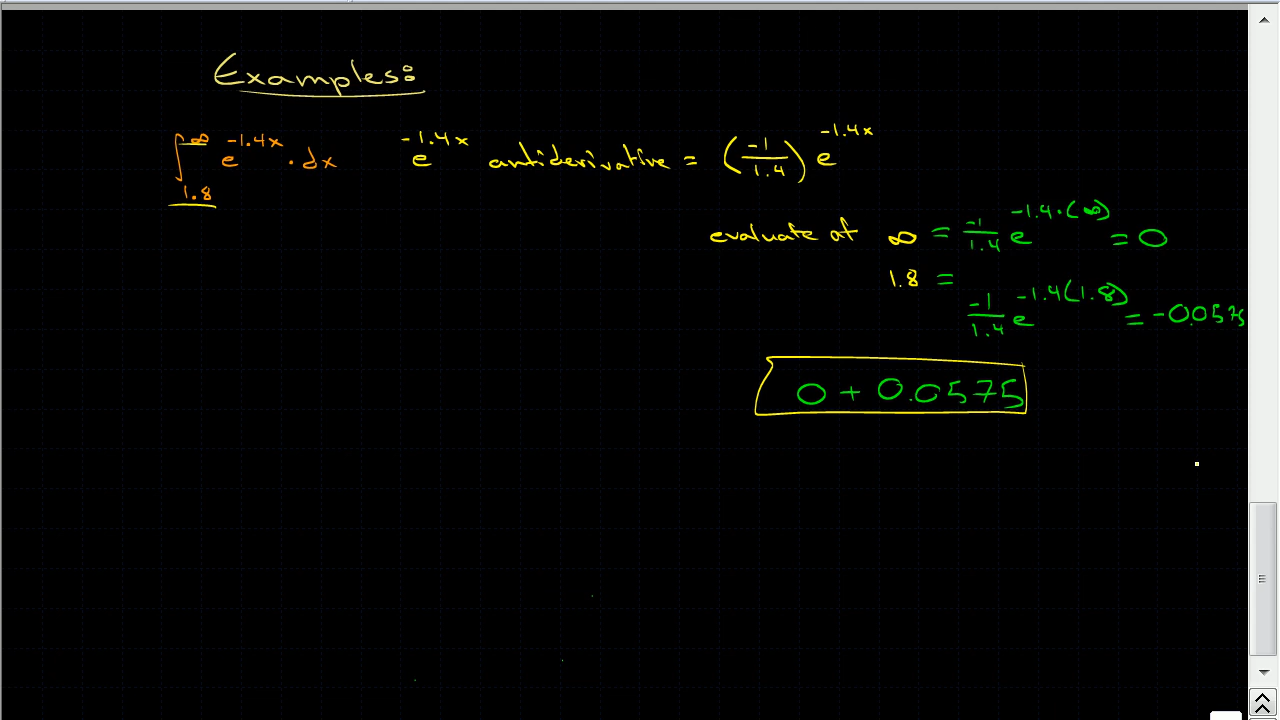 Examples:
∫_{1.8}^{∞} e^{-1.4x} · dx    e^{-1.4x} antiderivative = (-1/1.4) e^{-1.4x}
evaluate at ∞ = -1/1.4 e^{-1.4·(∞)} = 0
1.8 =
-1/1.4 e^{-1.4(1.8)} = -0.0575
0 + 0.0575